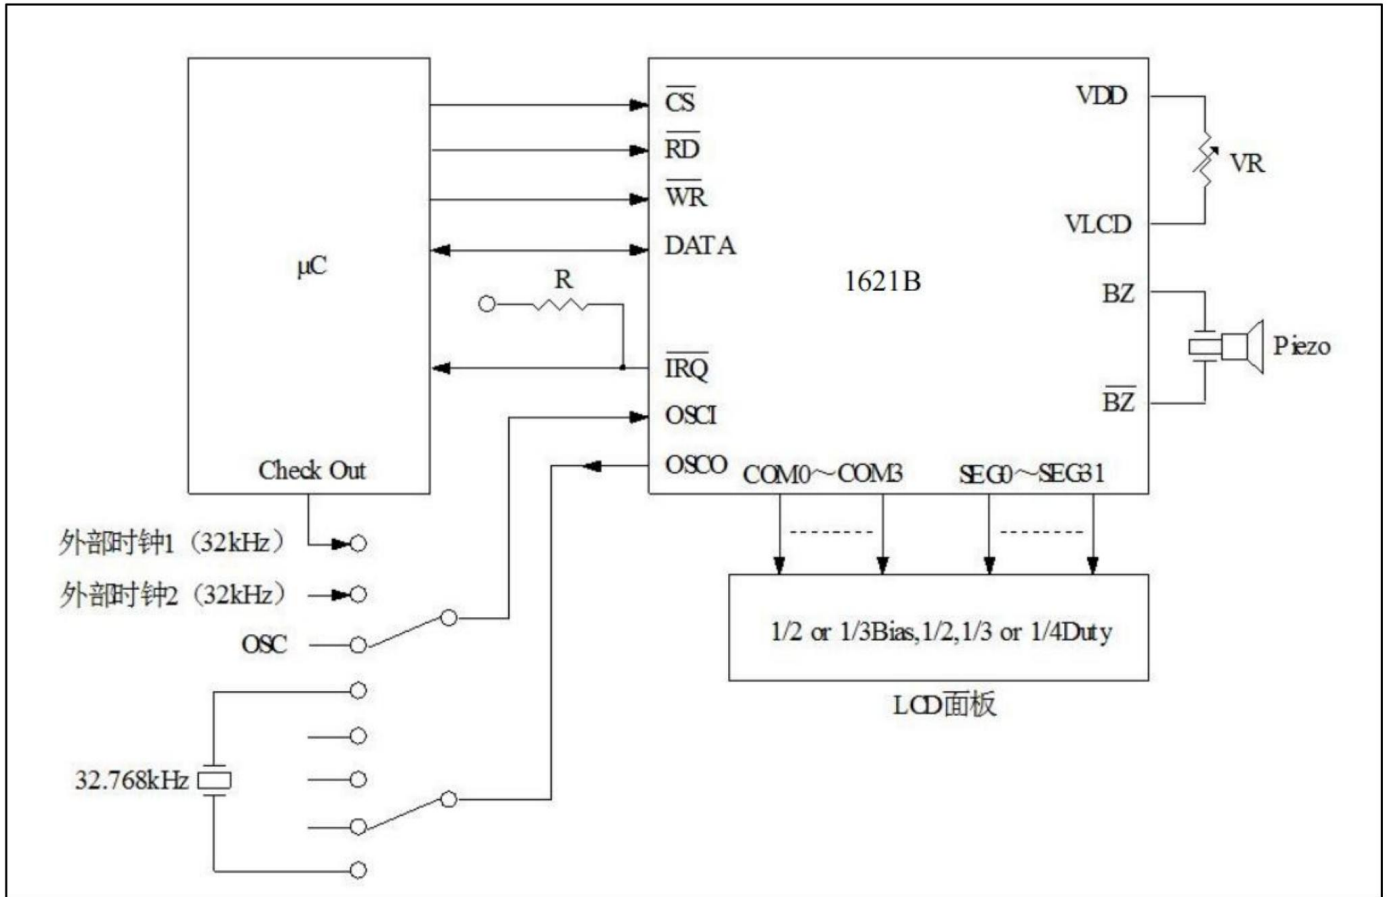 CS
RD
WR
DATA
μC
R
IRQ
OSCI
OSCO
Check Out
1621B
VDD
VR
VLCD
BZ
Piezo
BZ
COM0～COM3
SEG0～SEG31
外部时钟1（32kHz）
外部时钟2（32kHz）
OSC
32.768kHz
1/2 or 1/3Bias,1/2,1/3 or 1/4Duty
LCD面板